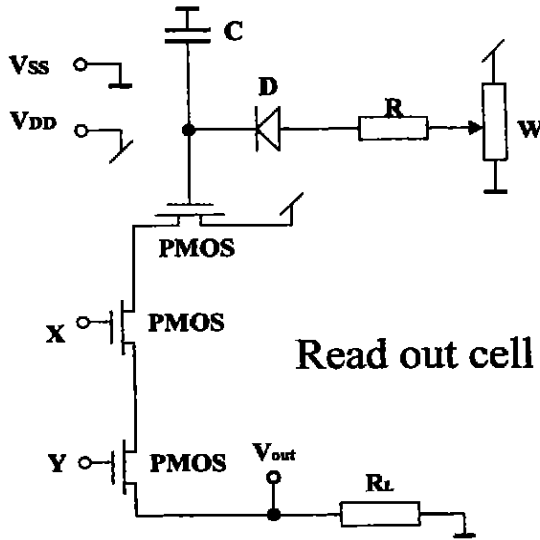 C
VSS
VDD
D
R
W
PMOS
X
PMOS
Read out cell
Y
PMOS
Vout
RL